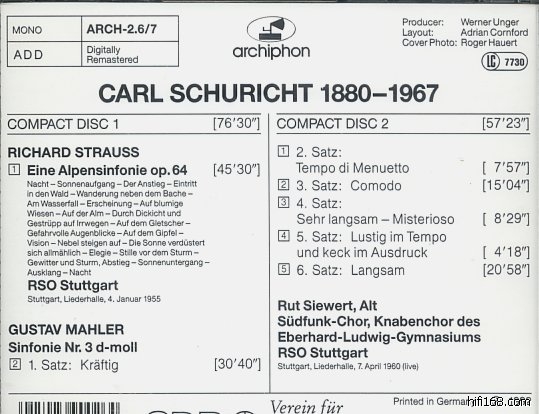 MONO
ARCH-2.6/7
ADD
Digitally
Remastered
archiphon
Producer: Werner Unger
Layout: Adrian Cornford
Cover Photo: Roger Hauert
LC 7730
CARL SCHURICHT 1880–1967
COMPACT DISC 1 [76'30"]
RICHARD STRAUSS
1 Eine Alpensinfonie op. 64 [45'30"]
Nacht – Sonnenaufgang – Der Anstieg – Eintritt
in den Wald – Wanderung neben dem Bache –
Am Wasserfall – Erscheinung – Auf blumige
Wiesen – Auf der Alm – Durch Dickicht und
Gestrüpp auf Irrwegen – Auf dem Gletscher –
Gefahrvolle Augenblicke – Auf dem Gipfel –
Vision – Nebel steigen auf – Die Sonne verdüstert
sich allmählich – Elegie – Stille vor dem Sturm –
Gewitter und Sturm, Abstieg – Sonnenuntergang –
Ausklang – Nacht
RSO Stuttgart
Stuttgart, Liederhalle, 4. Januar 1955
GUSTAV MAHLER
Sinfonie Nr. 3 d-moll
2 1. Satz: Kräftig [30'40"]
COMPACT DISC 2 [57'23"]
1 2. Satz:
Tempo di Menuetto [ 7'57"]
2 3. Satz: Comodo [15'04"]
3 4. Satz:
Sehr langsam – Misterioso [ 8'29"]
4 5. Satz: Lustig im Tempo
und keck im Ausdruck [ 4'18"]
5 6. Satz: Langsam [20'58"]
Rut Siewert, Alt
Südfunk-Chor, Knabenchor des
Eberhard-Ludwig-Gymnasiums
RSO Stuttgart
Stuttgart, Liederhalle, 7. April 1960 (live)
Verein für
Printed in Germany
hifi168.com